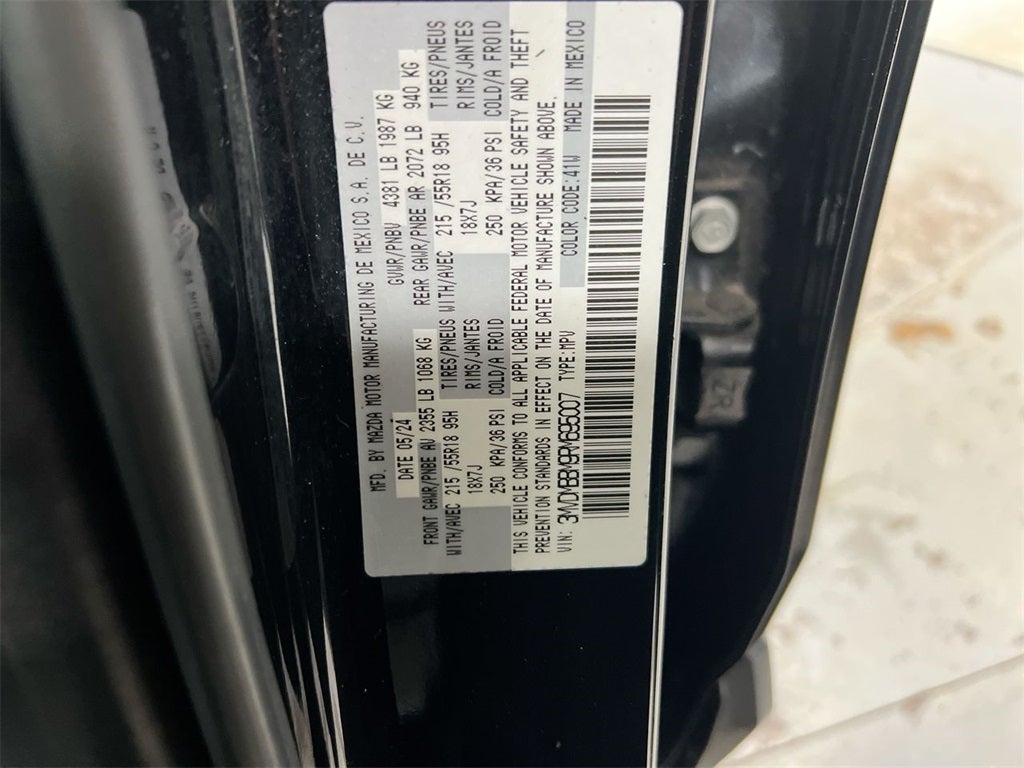 MFD. BY MAZDA MOTOR MANUFACTURING DE MEXICO S.A. DE C.V.
DATE 05/24 GVWR/PNBV 4381 LB 1987 KG
FRONT GAWR/PNBE AV 2355 LB 1068 KG REAR GAWR/PNBE AR 2072 LB 940 KG
WITH/AVEC 215 /55R18 95H TIRES/PNEUS WITH/AVEC 215 /55R18 95H TIRES/PNEUS
18X7J RIMS/JANTES 18X7J RIMS/JANTES
250 KPA/36 PSI COLD/A FROID 250 KPA/36 PSI COLD/A FROID
THIS VEHICLE CONFORMS TO ALL APPLICABLE FEDERAL MOTOR VEHICLE SAFETY AND THEFT
PREVENTION STANDARDS IN EFFECT ON THE DATE OF MANUFACTURE SHOWN ABOVE.
VIN: 3MVDMBBM9RM695007 TYPE:MPV COLOR CODE:41W MADE IN MEXICO